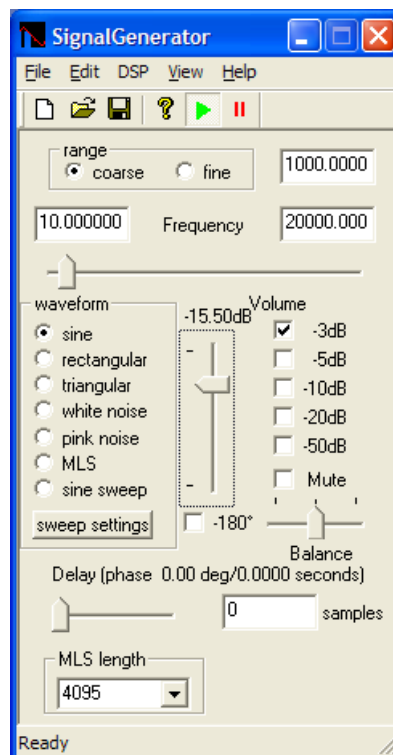 SignalGenerator
File Edit DSP View Help
range
coarse fine 1000.0000
10.000000 Frequency 20000.000
waveform
-15.50dB
Volume
sine
rectangular
triangular
white noise
pink noise
MLS
sine sweep
sweep settings
-3dB
-5dB
-10dB
-20dB
-50dB
Mute
-180°
Balance
Delay (phase 0.00 deg/0.0000 seconds)
0 samples
MLS length
4095
Ready